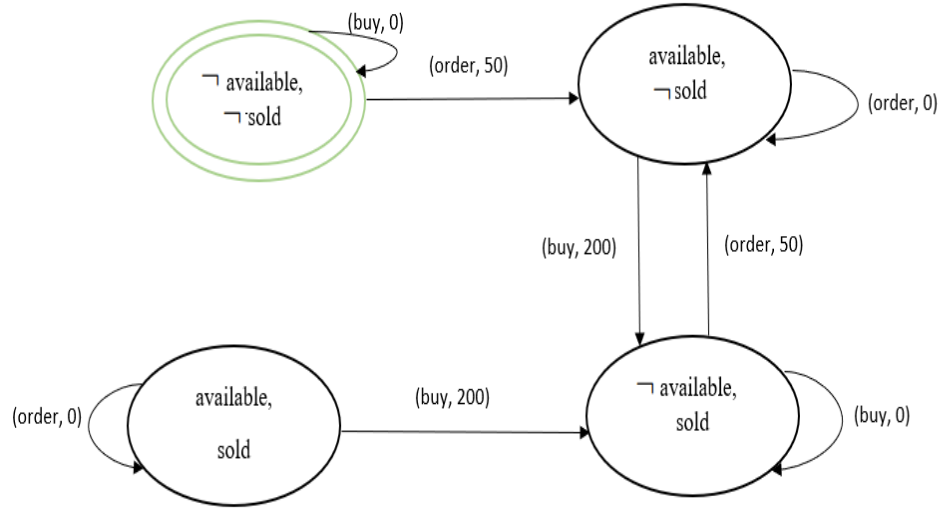 (buy, 0)
¬ available,
¬ sold
(order, 50)
available,
¬ sold
(order, 0)
(buy, 200)
(order, 50)
(order, 0)
available,
sold
(buy, 200)
¬ available,
sold
(buy, 0)